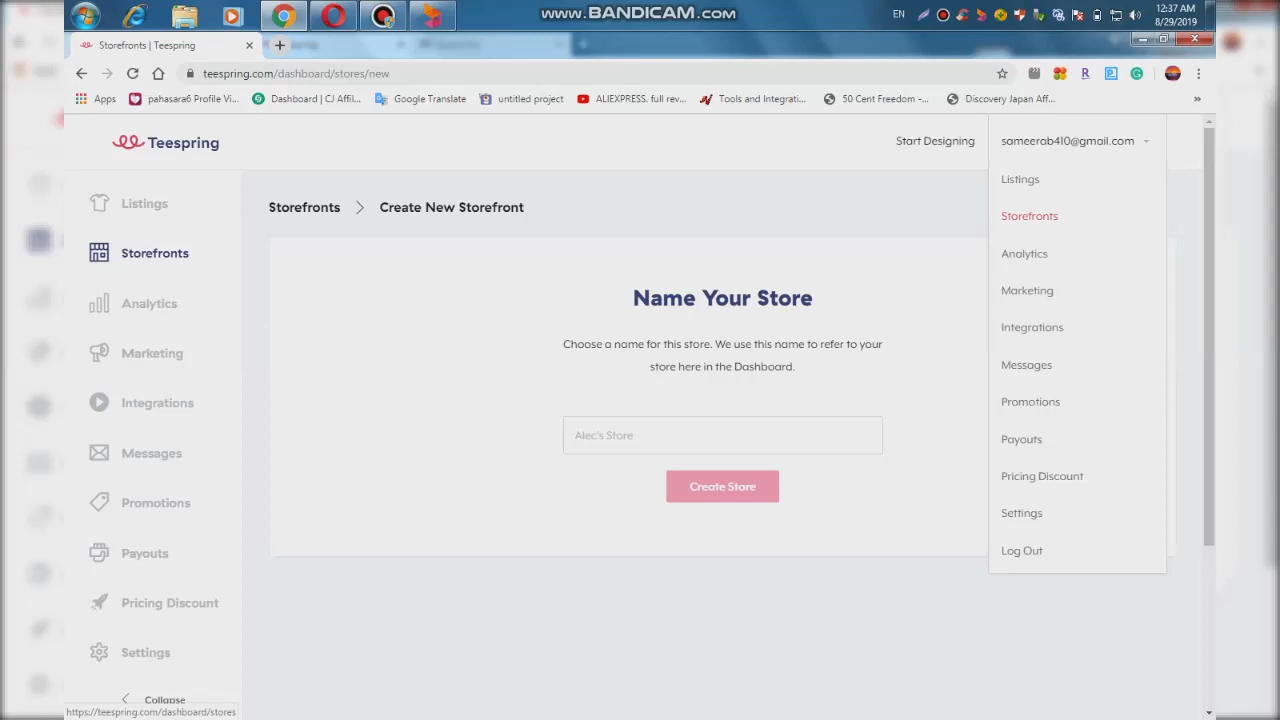 www.BANDICAM.com
EN
12:37 AM
8/29/2019
Storefronts | Teespring
teespring.com/dashboard/stores/new
Apps
pahasara6 Profile Vi...
Dashboard | CJ Affil...
Google Translate
untitled project
ALIEXPRESS. full rev...
Tools and Integrati...
50 Cent Freedom -...
Discovery Japan Aff...
»
Teespring
Start Designing
sameerab410@gmail.com
Listings
Storefronts
Analytics
Marketing
Integrations
Messages
Promotions
Payouts
Pricing Discount
Settings
Collapse
Storefronts > Create New Storefront
Name Your Store
Choose a name for this store. We use this name to refer to your
store here in the Dashboard.
Alec's Store
Create Store
Listings
Storefronts
Analytics
Marketing
Integrations
Messages
Promotions
Payouts
Pricing Discount
Settings
Log Out
https://teespring.com/dashboard/stores